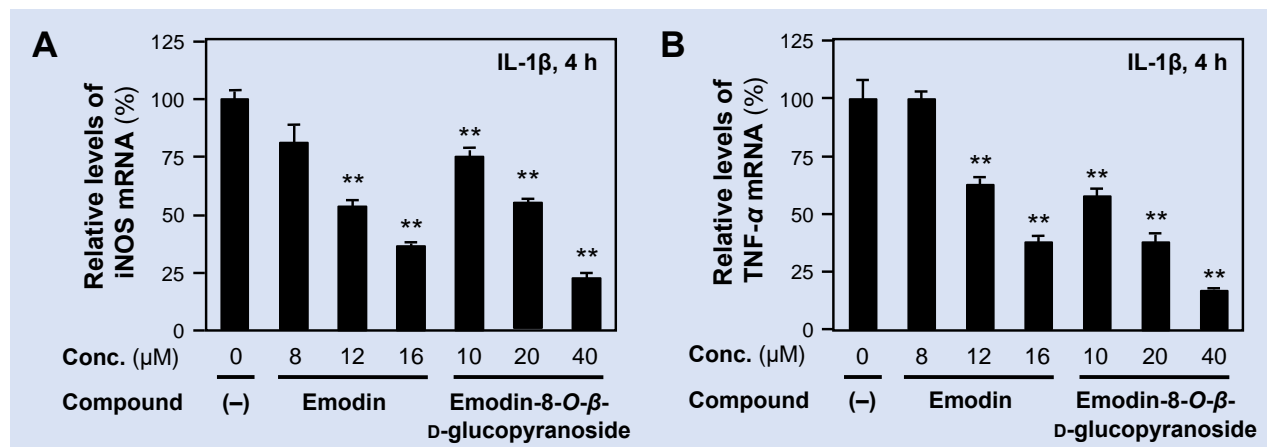 A
Relative levels of
iNOS mRNA (%)
125
100
75
50
25
0
IL-1β, 4 h
**
**
**
**
**
Conc. (μM) 0 8 12 16 10 20 40
Compound (–) Emodin Emodin-8-O-β-
D-glucopyranoside
B
Relative levels of
TNF-α mRNA (%)
125
100
75
50
25
0
IL-1β, 4 h
**
**
**
**
**
Conc. (μM) 0 8 12 16 10 20 40
Compound (–) Emodin Emodin-8-O-β-
D-glucopyranoside